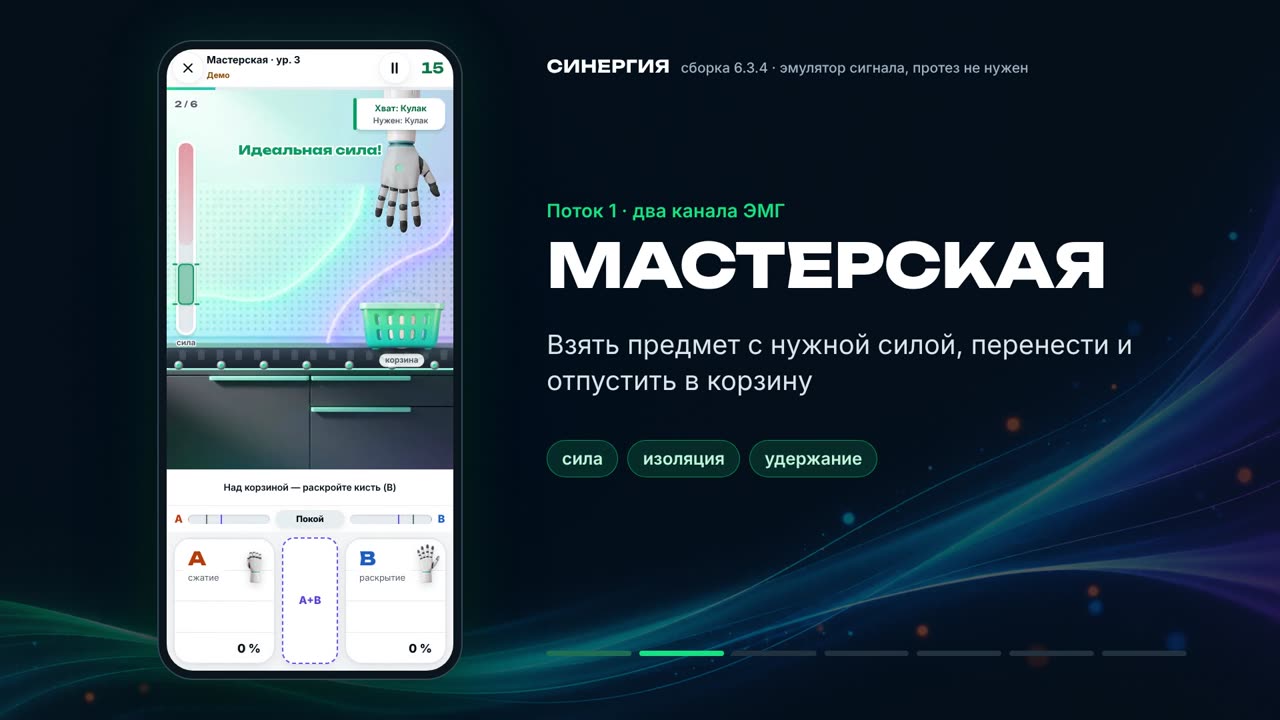 Мастерская · ур. 3
Демо
15
2 / 6
Хват: Кулак
Нужен: Кулак
Идеальная сила!
сила
корзина
Над корзиной — раскройте кисть (B)
A
Покой
B
A
сжатие
0 %
A+B
B
раскрытие
0 %
СИНЕРГИЯ сборка 6.3.4 · эмулятор сигнала, протез не нужен
Поток 1 · два канала ЭМГ
МАСТЕРСКАЯ
Взять предмет с нужной силой, перенести и
отпустить в корзину
сила
изоляция
удержание